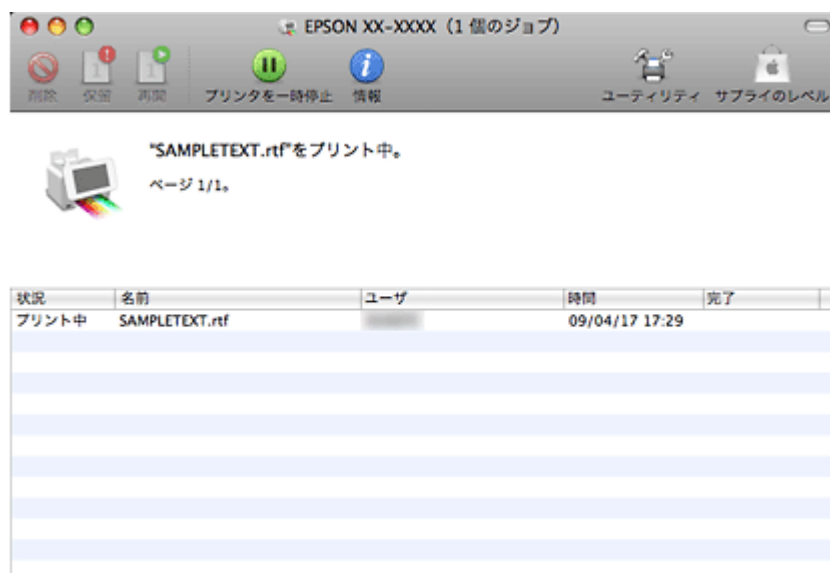 EPSON XX-XXXX（1 個のジョブ）
削除 保留 再開 プリンタを一時停止 情報 ユーティリティ サプライのレベル
"SAMPLETEXT.rtf"をプリント中。
ページ 1/1。
状況 名前 ユーザ 時間 完了
プリント中 SAMPLETEXT.rtf 09/04/17 17:29